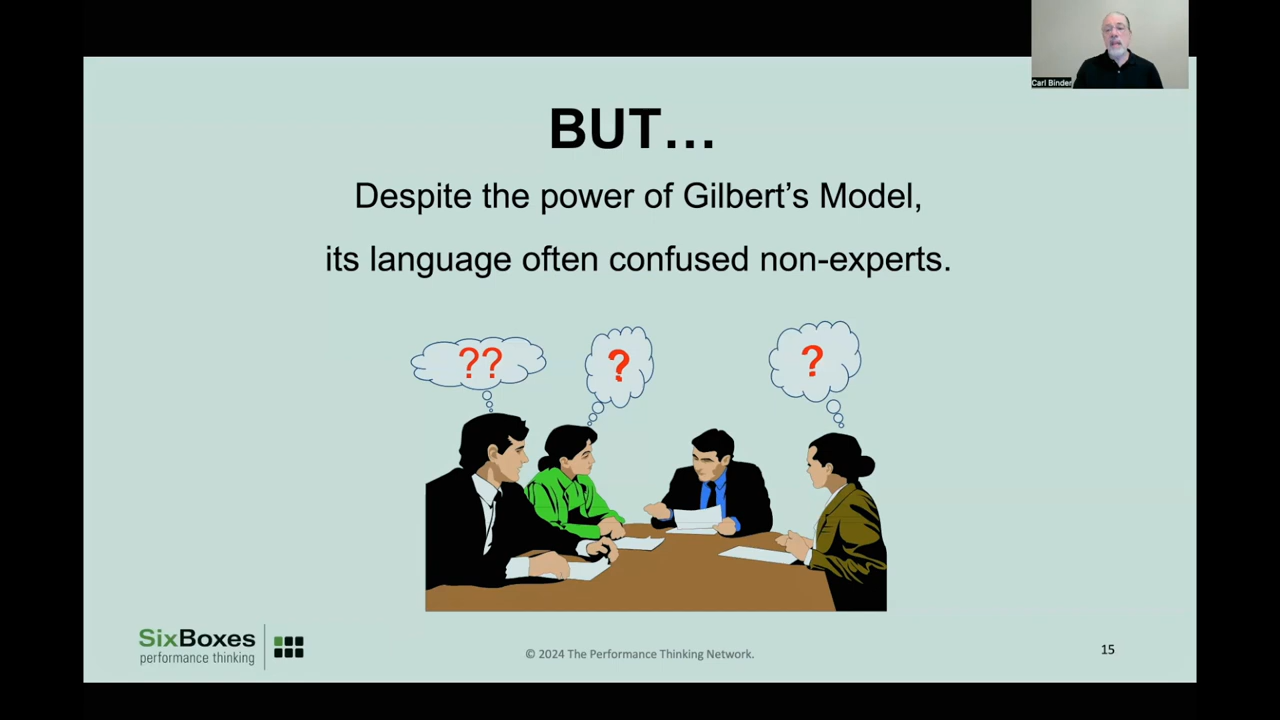 Carl Binder
BUT…
Despite the power of Gilbert’s Model,
its language often confused non-experts.
??
?
?
SixBoxes
performance thinking
© 2024 The Performance Thinking Network.
15